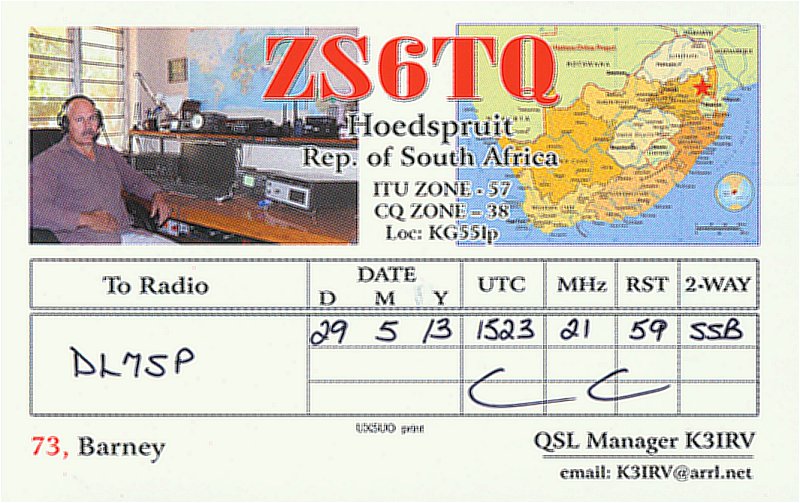 ZS6TQ
Hoedspruit
Rep. of South Africa
ITU ZONE - 57
CQ ZONE – 38
Loc: KG55lp
To Radio DATE UTC MHz RST 2-WAY
D M Y
29 5 13 1523 21 59 SSB
DL7SP
UX5UO print
73, Barney
QSL Manager K3IRV
email: K3IRV@arrl.net